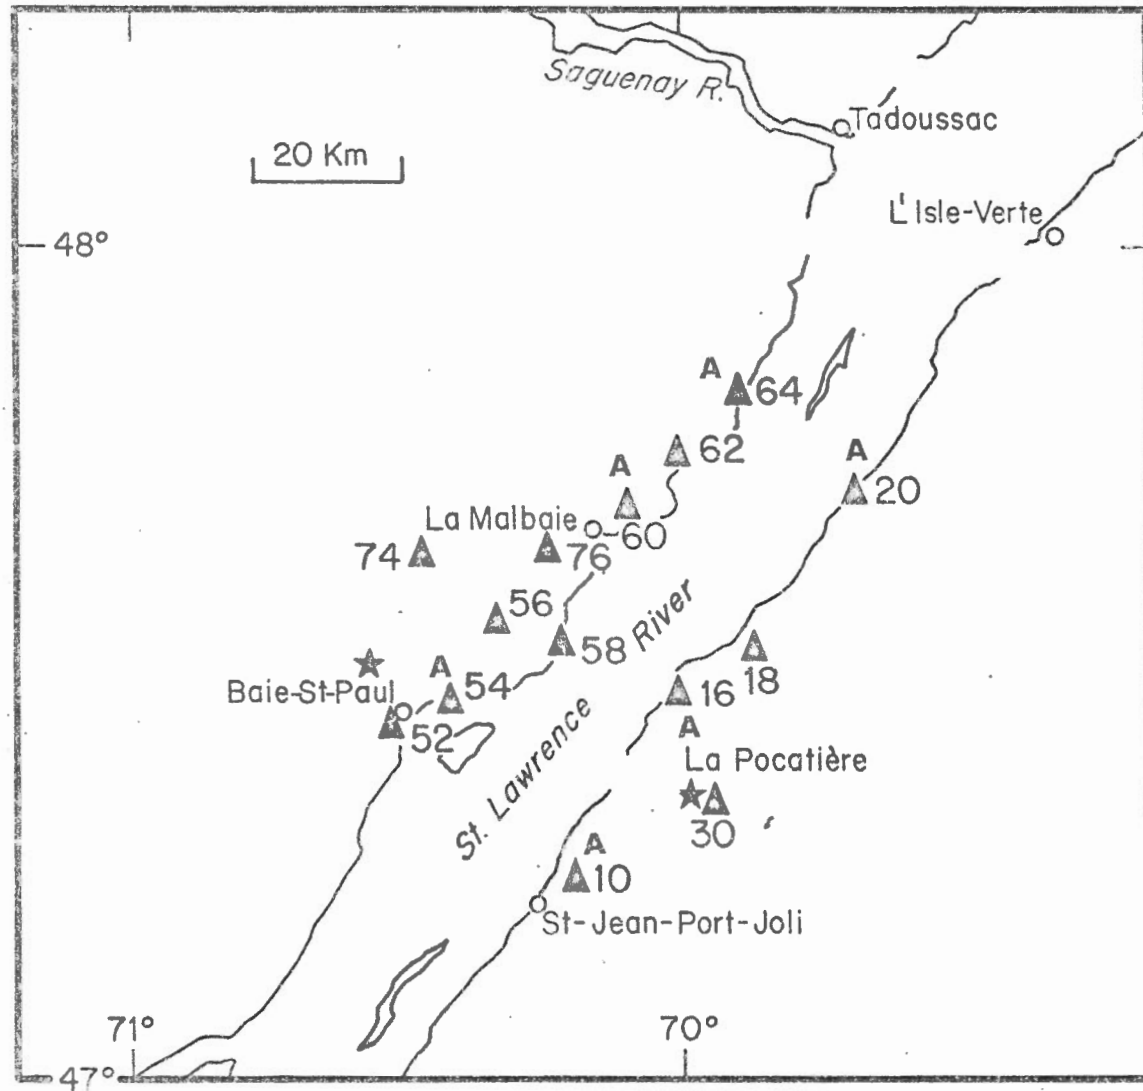 Saguenay R.
Tadoussac
20 Km
L'Isle-Verte
48°
A
64
62
A
20
A
La Malbaie
60
74
76
56
58
River
A
54
18
Baie-St-Paul
16
52
A
St. Lawrence
La Pocatière
30
A
10
St-Jean-Port-Joli
71°
70°
47°